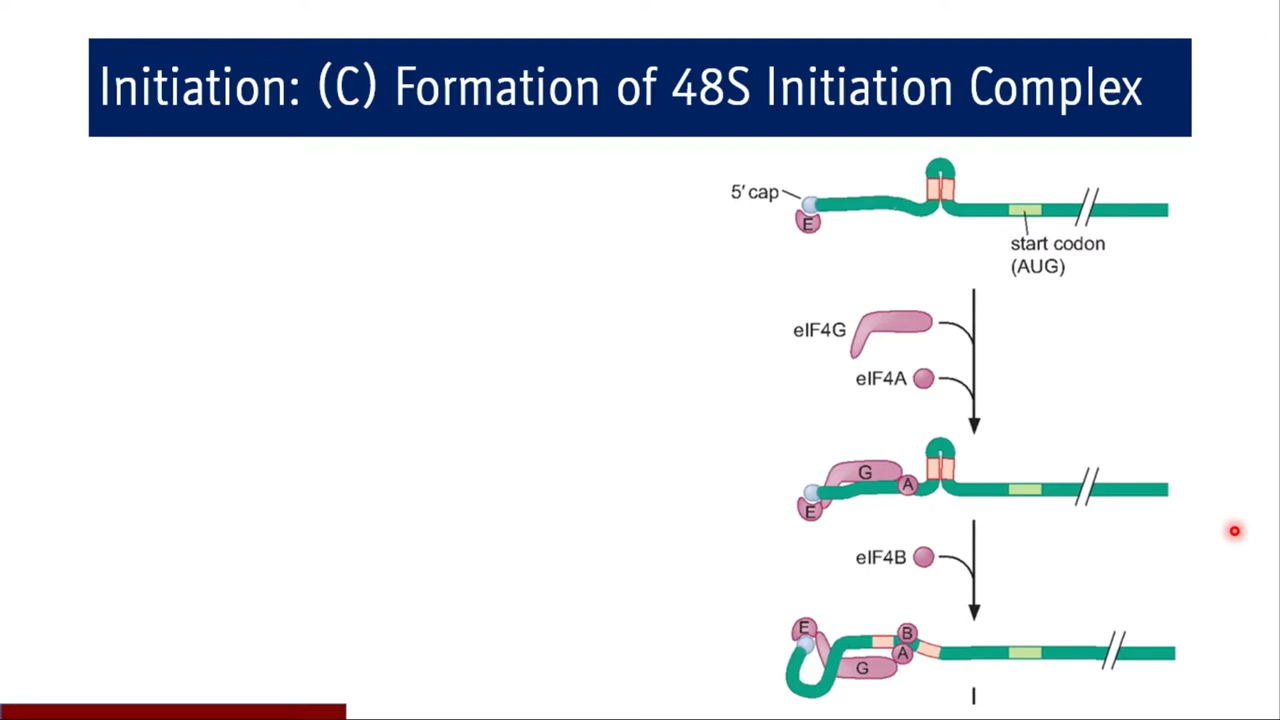 Initiation: (C) Formation of 48S Initiation Complex
5' cap
E
start codon
(AUG)
eIF4G
eIF4A
G
A
E
eIF4B
E
B
A
G